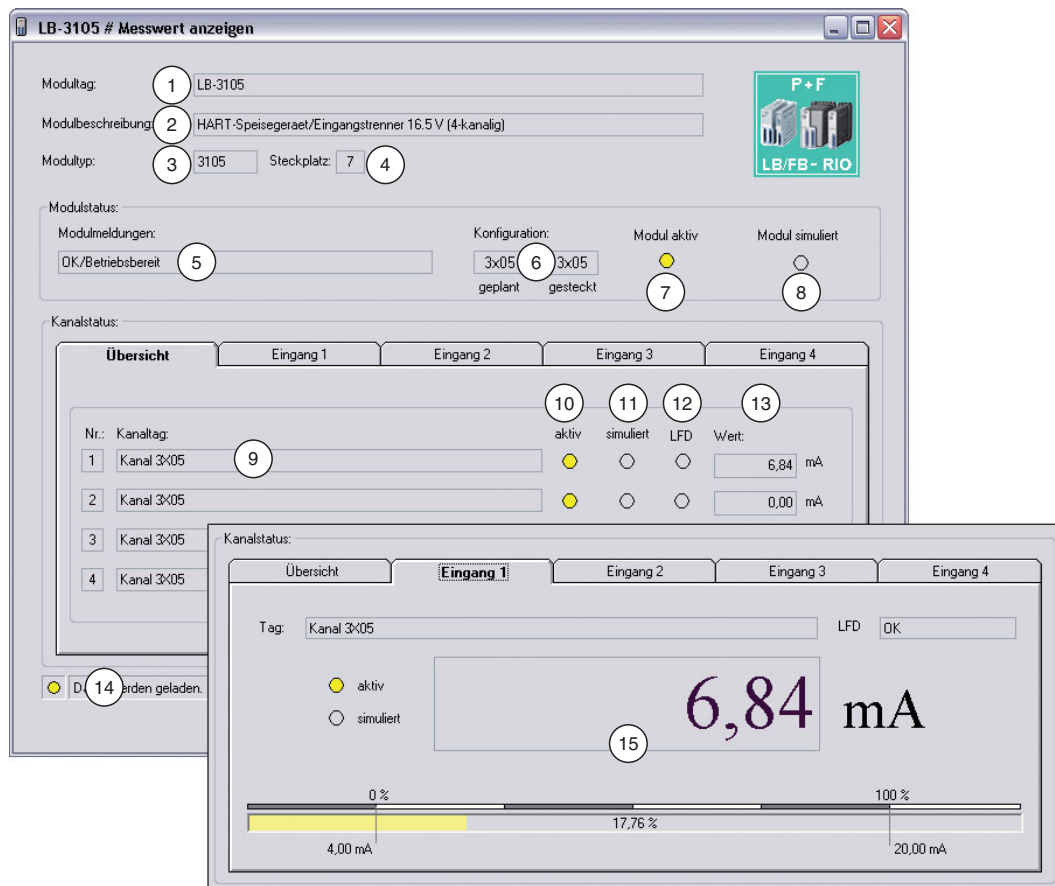 LB-3105 # Messwert anzeigen
Modultag: 1 LB-3105
P+F
Modulbeschreibung: 2 HART-Speisegeraet/Eingangstrenner 16.5 V (4-kanalig)
Modultyp: 3 3105 Steckplatz: 7 4
LB/FB-RIO
Modulstatus:
Modulmeldungen: Konfiguration: Modul aktiv Modul simuliert
OK/Betriebsbereit 5 3x05 6 3x05
geplant gesteckt 7 8
Kanalstatus:
Übersicht Eingang 1 Eingang 2 Eingang 3 Eingang 4
10 11 12 13
Nr.: Kanaltag: aktiv simuliert LFD Wert:
1 Kanal 3X05 9 6,84 mA
2 Kanal 3X05 0,00 mA
3 Kanal 3X05
4 Kanal 3X05
14 erden geladen.
Kanalstatus:
Übersicht Eingang 1 Eingang 2 Eingang 3 Eingang 4
Tag: Kanal 3X05 LFD OK
aktiv
simuliert
6,84 mA
15
0 % 100 %
17,76 %
4,00 mA 20,00 mA